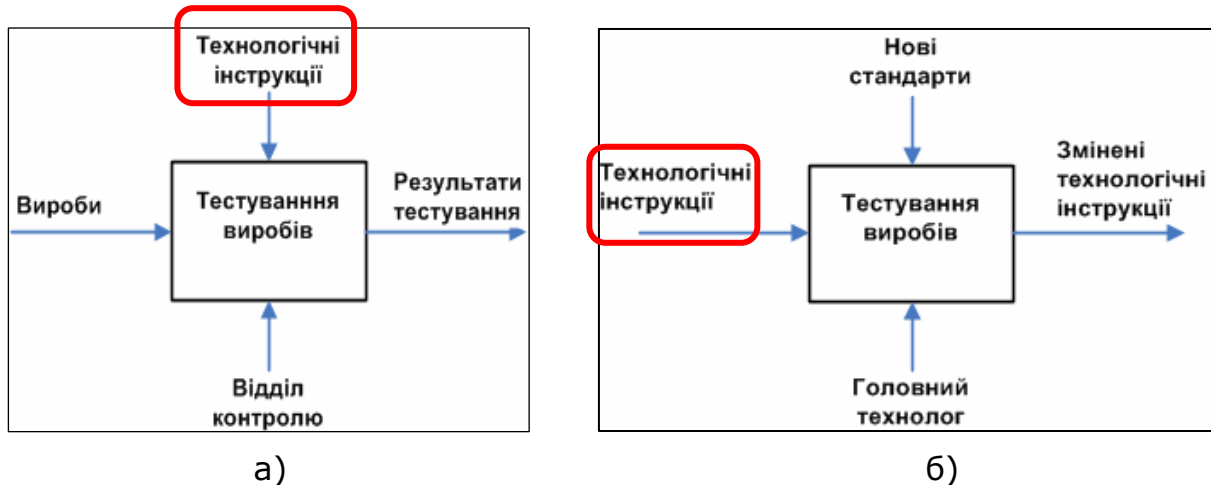 Технологічні
інструкції
Вироби
Тестуванння
виробів
Результати
тестування
Відділ
контролю
а)
Нові
стандарти
Технологічні
інструкції
Тестування
виробів
Змінені
технологічні
інструкції
Головний
технолог
б)